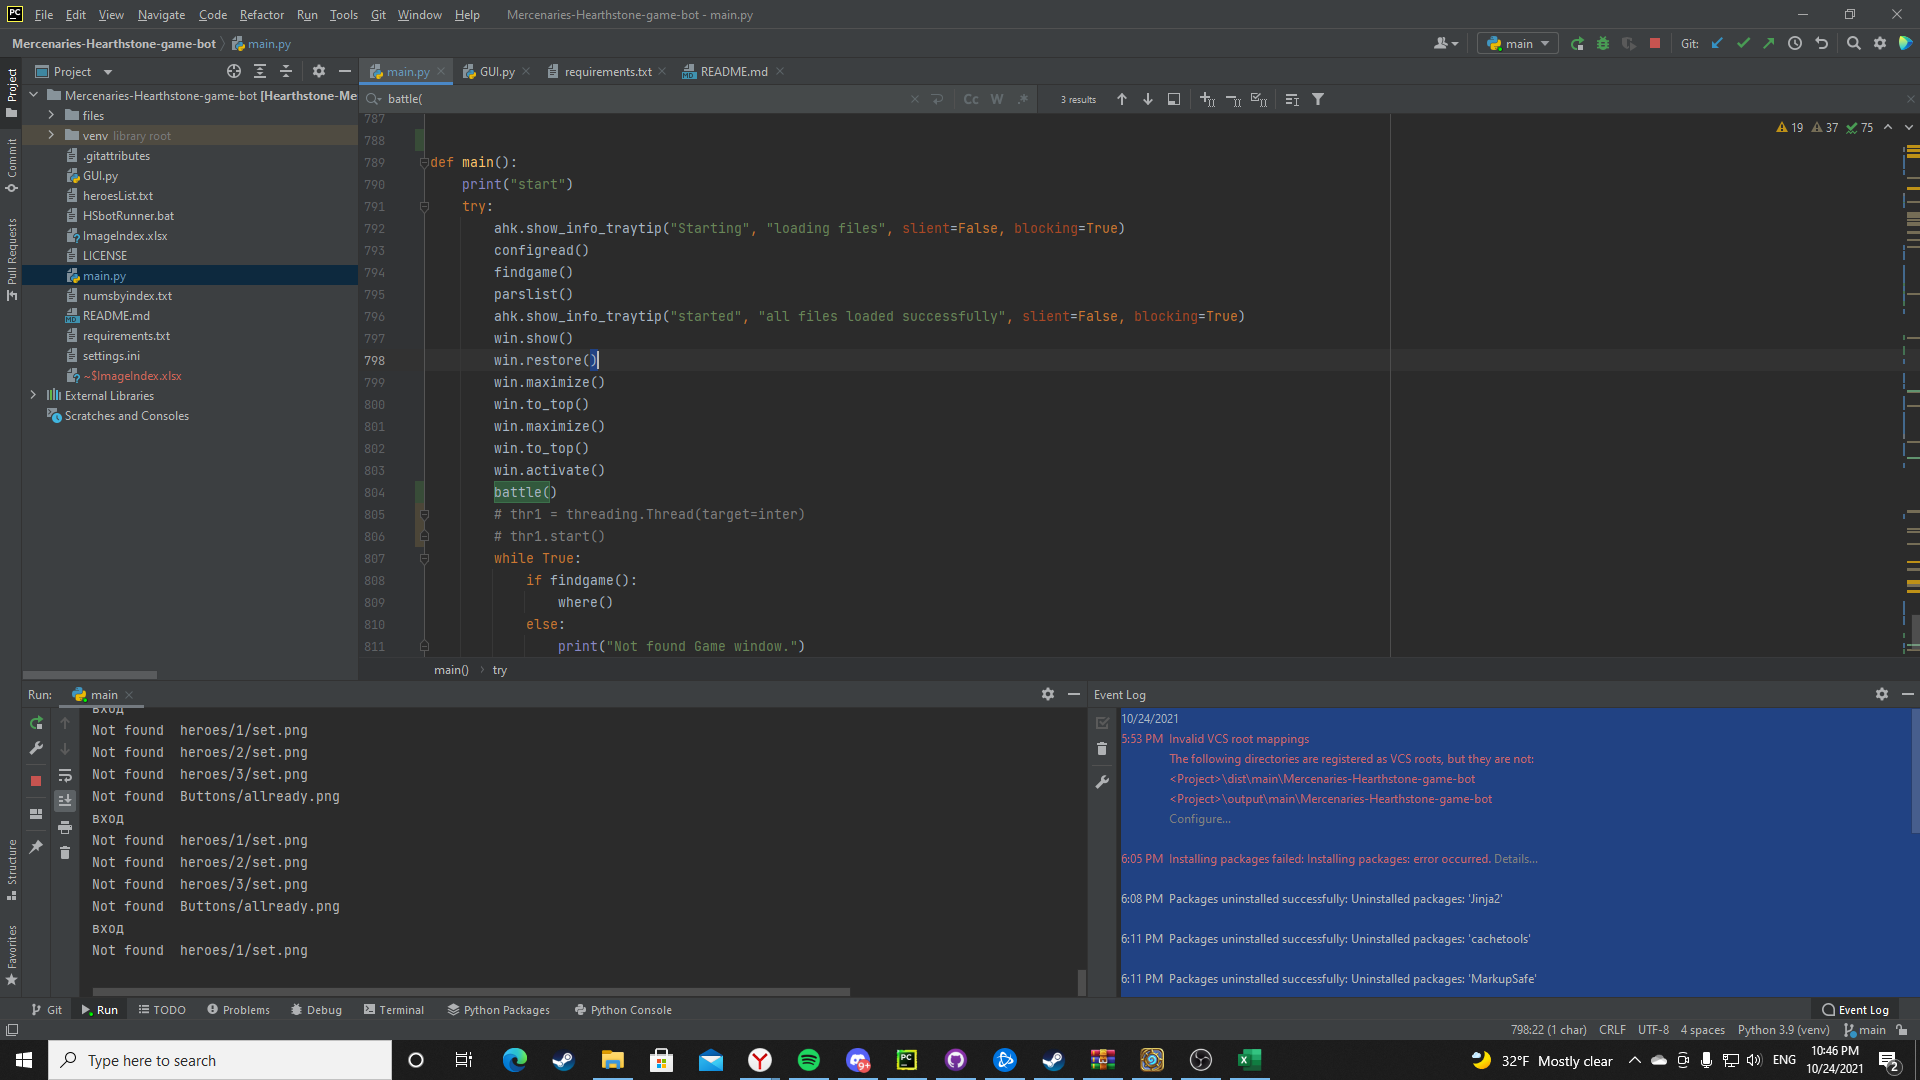 File Edit View Navigate Code Refactor Run Tools Git Window Help Mercenaries-Hearthstone-game-bot - main.py
Mercenaries-Hearthstone-game-bot main.py main Git:
Project main.py GUI.py requirements.txt README.md
battle( Cc W .* 3 results
Mercenaries-Hearthstone-game-bot [Hearthstone-Me
files
venv library root
.gitattributes
GUI.py
heroesList.txt
HSbotRunner.bat
ImageIndex.xlsx
LICENSE
main.py
numsbyindex.txt
README.md
requirements.txt
settings.ini
~$ImageIndex.xlsx
External Libraries
Scratches and Consoles
Project
Commit
Pull Requests
Structure
Favorites
19 37 75
787
788
789 def main():
790 print("start")
791 try:
792 ahk.show_info_traytip("Starting", "loading files", slient=False, blocking=True)
793 configread()
794 findgame()
795 parslist()
796 ahk.show_info_traytip("started", "all files loaded successfully", slient=False, blocking=True)
797 win.show()
798 win.restore()
799 win.maximize()
800 win.to_top()
801 win.maximize()
802 win.to_top()
803 win.activate()
804 battle()
805 # thr1 = threading.Thread(target=inter)
806 # thr1.start()
807 while True:
808 if findgame():
809 where()
810 else:
811 print("Not found Game window.")
main() try
Run: main
вход
Not found heroes/1/set.png
Not found heroes/2/set.png
Not found heroes/3/set.png
Not found Buttons/allready.png
вход
Not found heroes/1/set.png
Not found heroes/2/set.png
Not found heroes/3/set.png
Not found Buttons/allready.png
вход
Not found heroes/1/set.png
Event Log
10/24/2021
5:53 PM Invalid VCS root mappings
The following directories are registered as VCS roots, but they are not:
<Project>\dist\main\Mercenaries-Hearthstone-game-bot
<Project>\output\main\Mercenaries-Hearthstone-game-bot
Configure...
6:05 PM Installing packages failed: Installing packages: error occurred. Details...
6:08 PM Packages uninstalled successfully: Uninstalled packages: 'Jinja2'
6:11 PM Packages uninstalled successfully: Uninstalled packages: 'cachetools'
6:11 PM Packages uninstalled successfully: Uninstalled packages: 'MarkupSafe'
Git Run TODO Problems Debug Terminal Python Packages Python Console Event Log
798:22 (1 char) CRLF UTF-8 4 spaces Python 3.9 (venv) main
Type here to search 32°F Mostly clear ENG 10:46 PM
10/24/2021
2